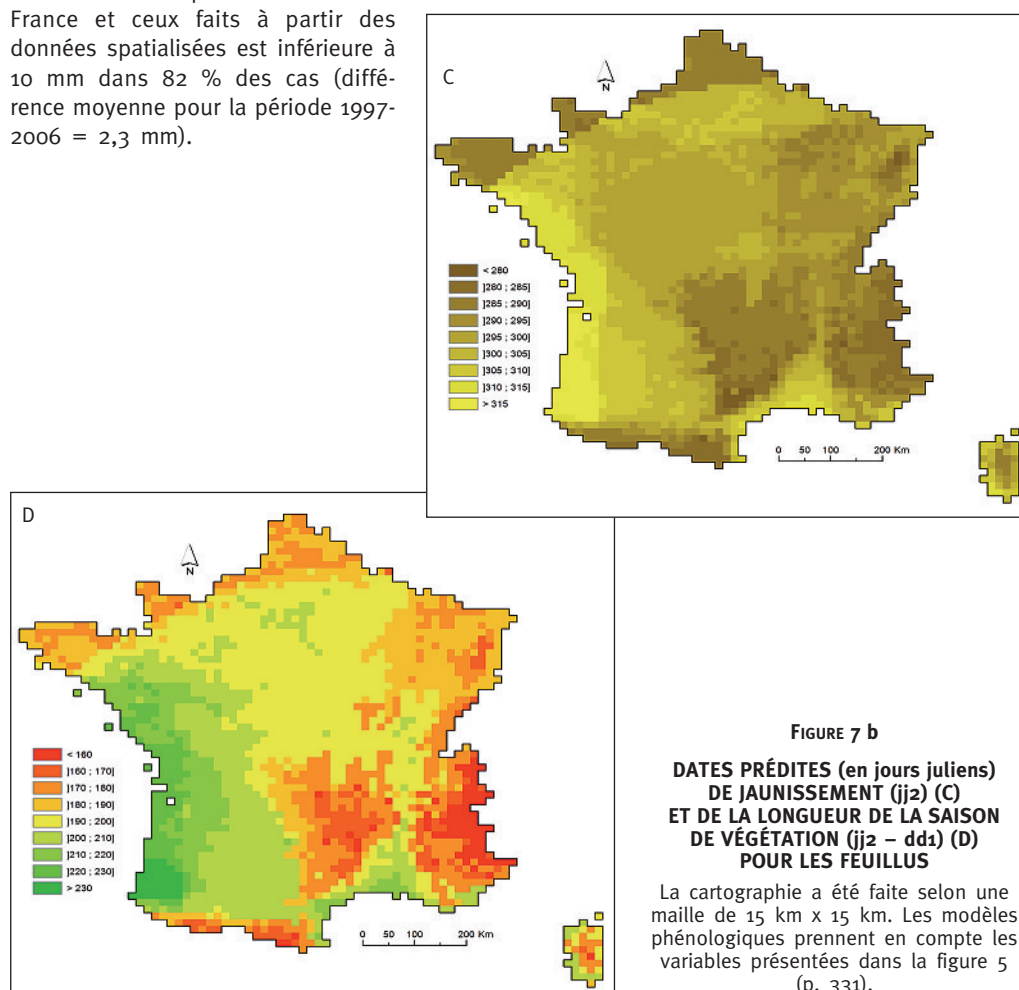 France et ceux faits à partir des
données spatialisées est inférieure à
10 mm dans 82 % des cas (diffé-
rence moyenne pour la période 1997-
2006 = 2,3 mm).
C
N
< 280
]280 ; 285]
]285 ; 290]
]290 ; 295]
]295 ; 300]
]300 ; 305]
]305 ; 310]
]310 ; 315]
> 315
0 50 100 200 Km
D
N
< 160
]160 ; 170]
]170 ; 180]
]180 ; 190]
]190 ; 200]
]200 ; 210]
]210 ; 220]
]220 ; 230]
> 230
0 50 100 200 Km
FIGURE 7 b
DATES PRÉDITES (en jours juliens)
DE JAUNISSEMENT (jj2) (C)
ET DE LA LONGUEUR DE LA SAISON
DE VÉGÉTATION (jj2 – dd1) (D)
POUR LES FEUILLUS
La cartographie a été faite selon une
maille de 15 km x 15 km. Les modèles
phénologiques prennent en compte les
variables présentées dans la figure 5
(p. 331).